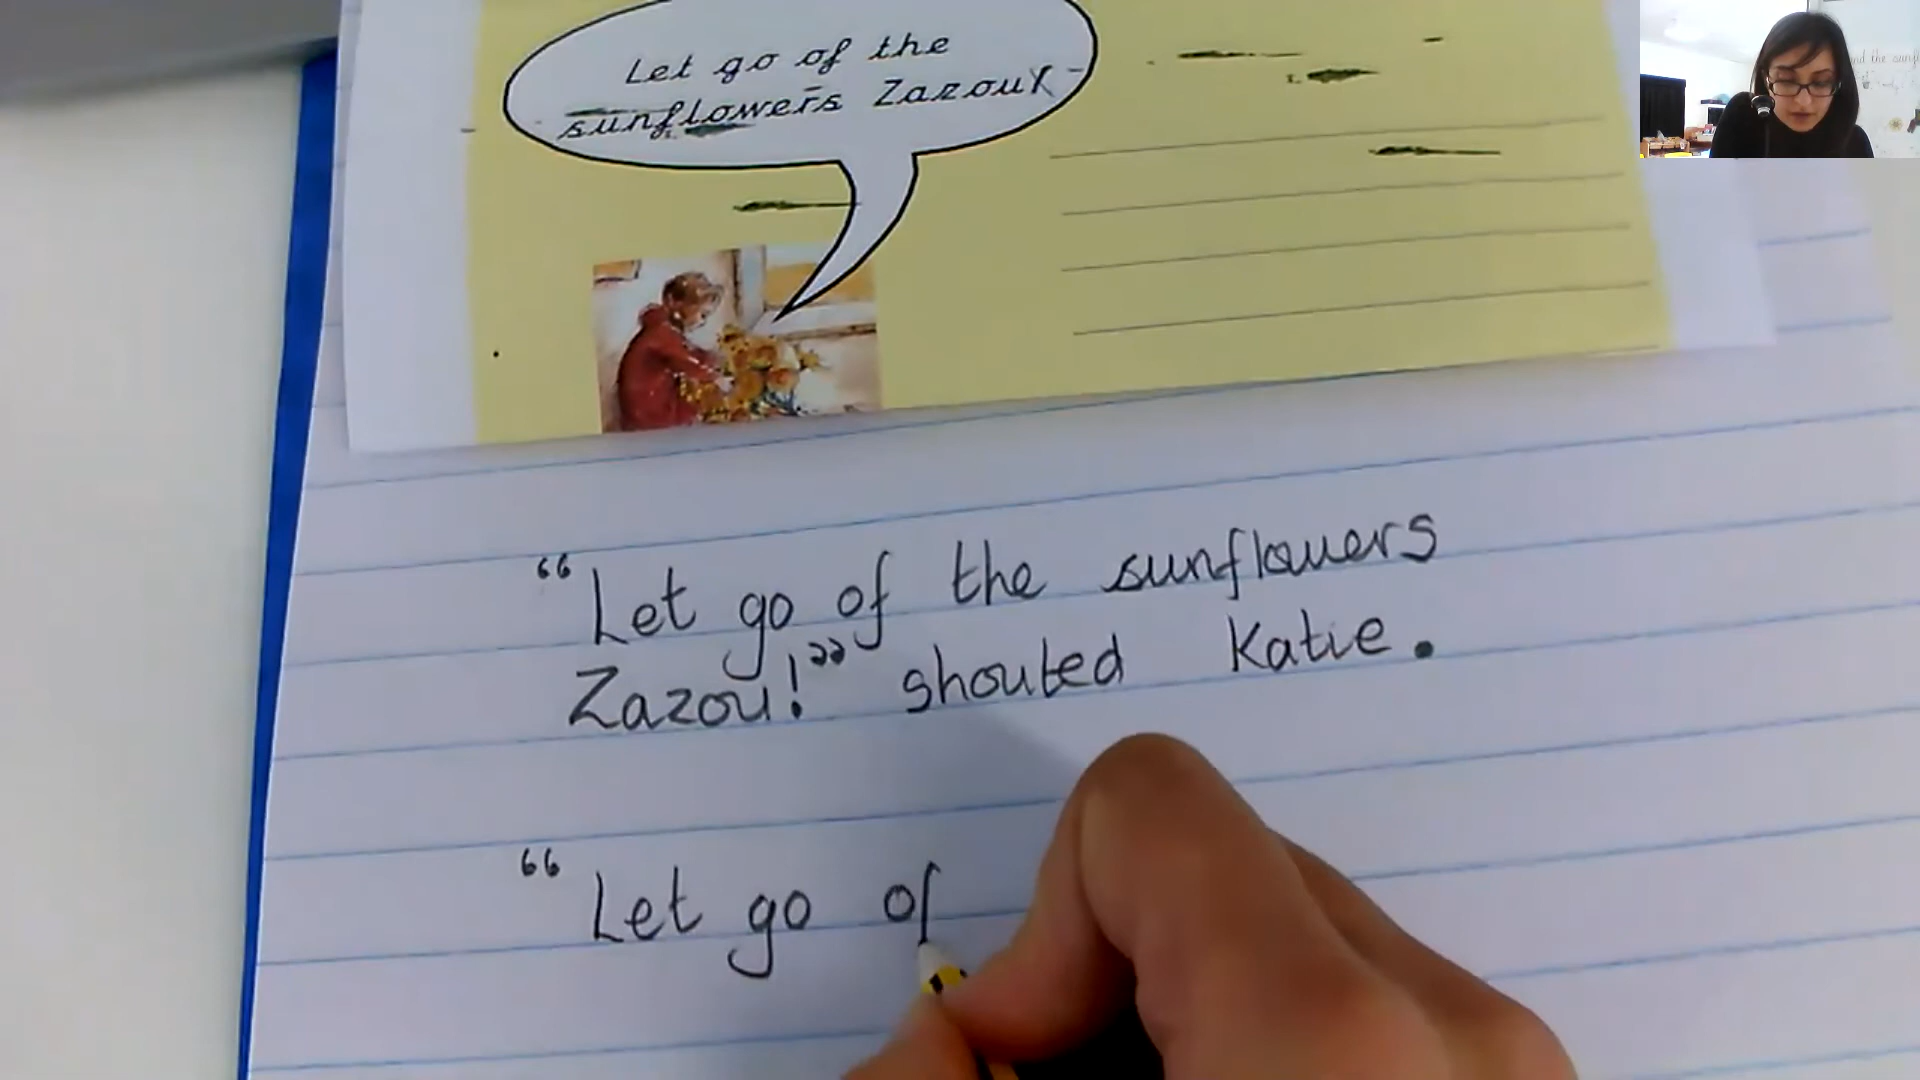 Let go of the
sunflowers Zazou
“Let go of the sunflowers
Zazou!” shouted Katie.
“Let go of